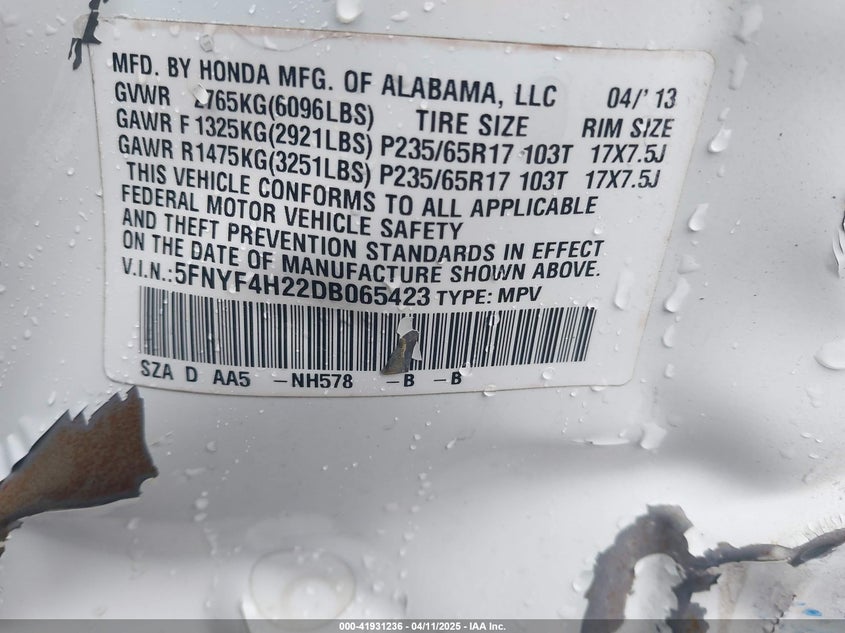 MFD. BY HONDA MFG. OF ALABAMA, LLC 04/'13
GVWR 2765KG(6096LBS) TIRE SIZE RIM SIZE
GAWR F1325KG(2921LBS) P235/65R17 103T 17X7.5J
GAWR R1475KG(3251LBS) P235/65R17 103T 17X7.5J
THIS VEHICLE CONFORMS TO ALL APPLICABLE
FEDERAL MOTOR VEHICLE SAFETY
AND THEFT PREVENTION STANDARDS IN EFFECT
ON THE DATE OF MANUFACTURE SHOWN ABOVE.
V.I.N.:5FNYF4H22DB065423 TYPE: MPV
SZA D AA5 -NH578 -B -B
000-41931236 - 04/11/2025 - IAA Inc.